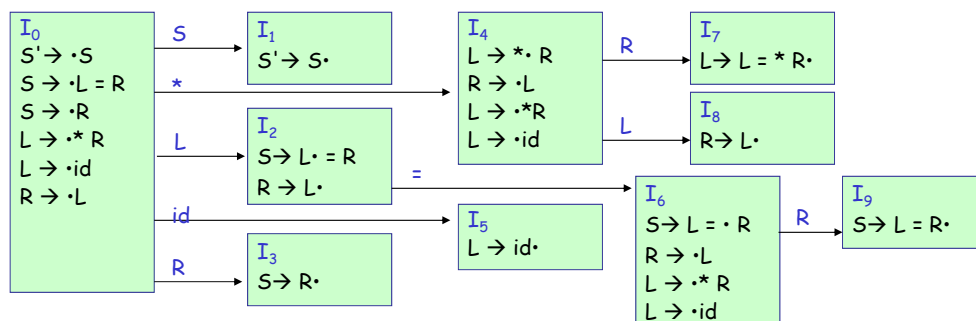 I0
S' → ·S
S → ·L = R
S → ·R
L → ·* R
L → ·id
R → ·L
S
*
L
id
R
I1
S' → S·
I2
S → L· = R
R → L·
=
I3
S → R·
I4
L → *· R
R → ·L
L → ·*R
L → ·id
R
L
I5
L → id·
I7
L → L = * R·
I8
R → L·
I6
S → L = · R
R → ·L
L → ·* R
L → ·id
R
I9
S → L = R·